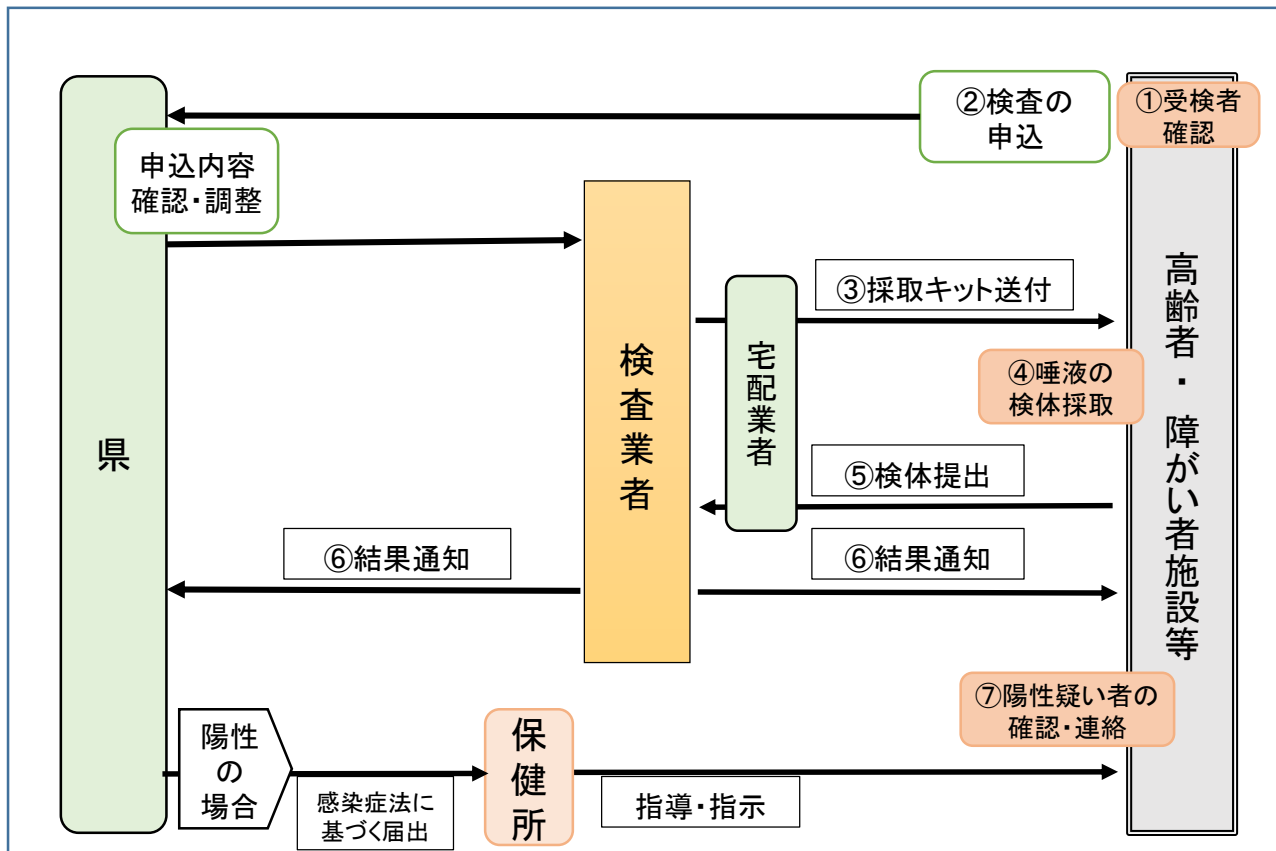 ②検査の
申込
①受検者
確認
申込内容
確認・調整
③採取キット送付
宅配業者
検査業者
④唾液の
検体採取
県
高齢者・障がい者施設等
⑤検体提出
⑥結果通知
⑥結果通知
⑦陽性疑い者の
確認・連絡
陽性
の
場合
感染症法に
基づく届出
保健所
指導・指示